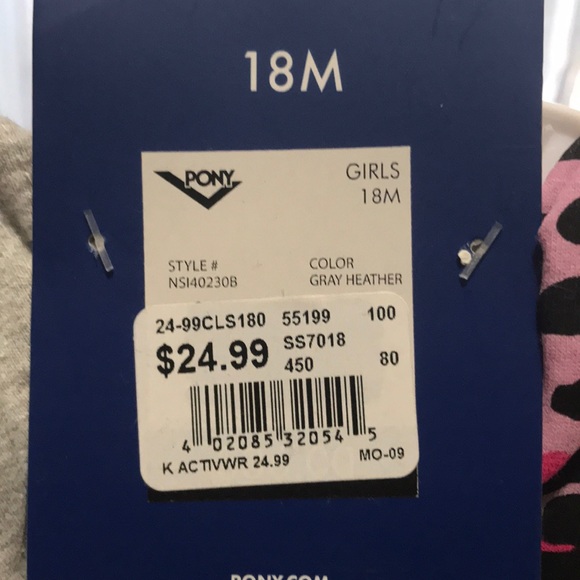 18M
PONY
GIRLS
18M
STYLE #
NSI40230B
COLOR
GRAY HEATHER
24-99CLS180 55199 100
$24.99 SS7018
450 80
4 02085 32054 5
K ACTIVWR 24.99 MO-09
PONY.COM